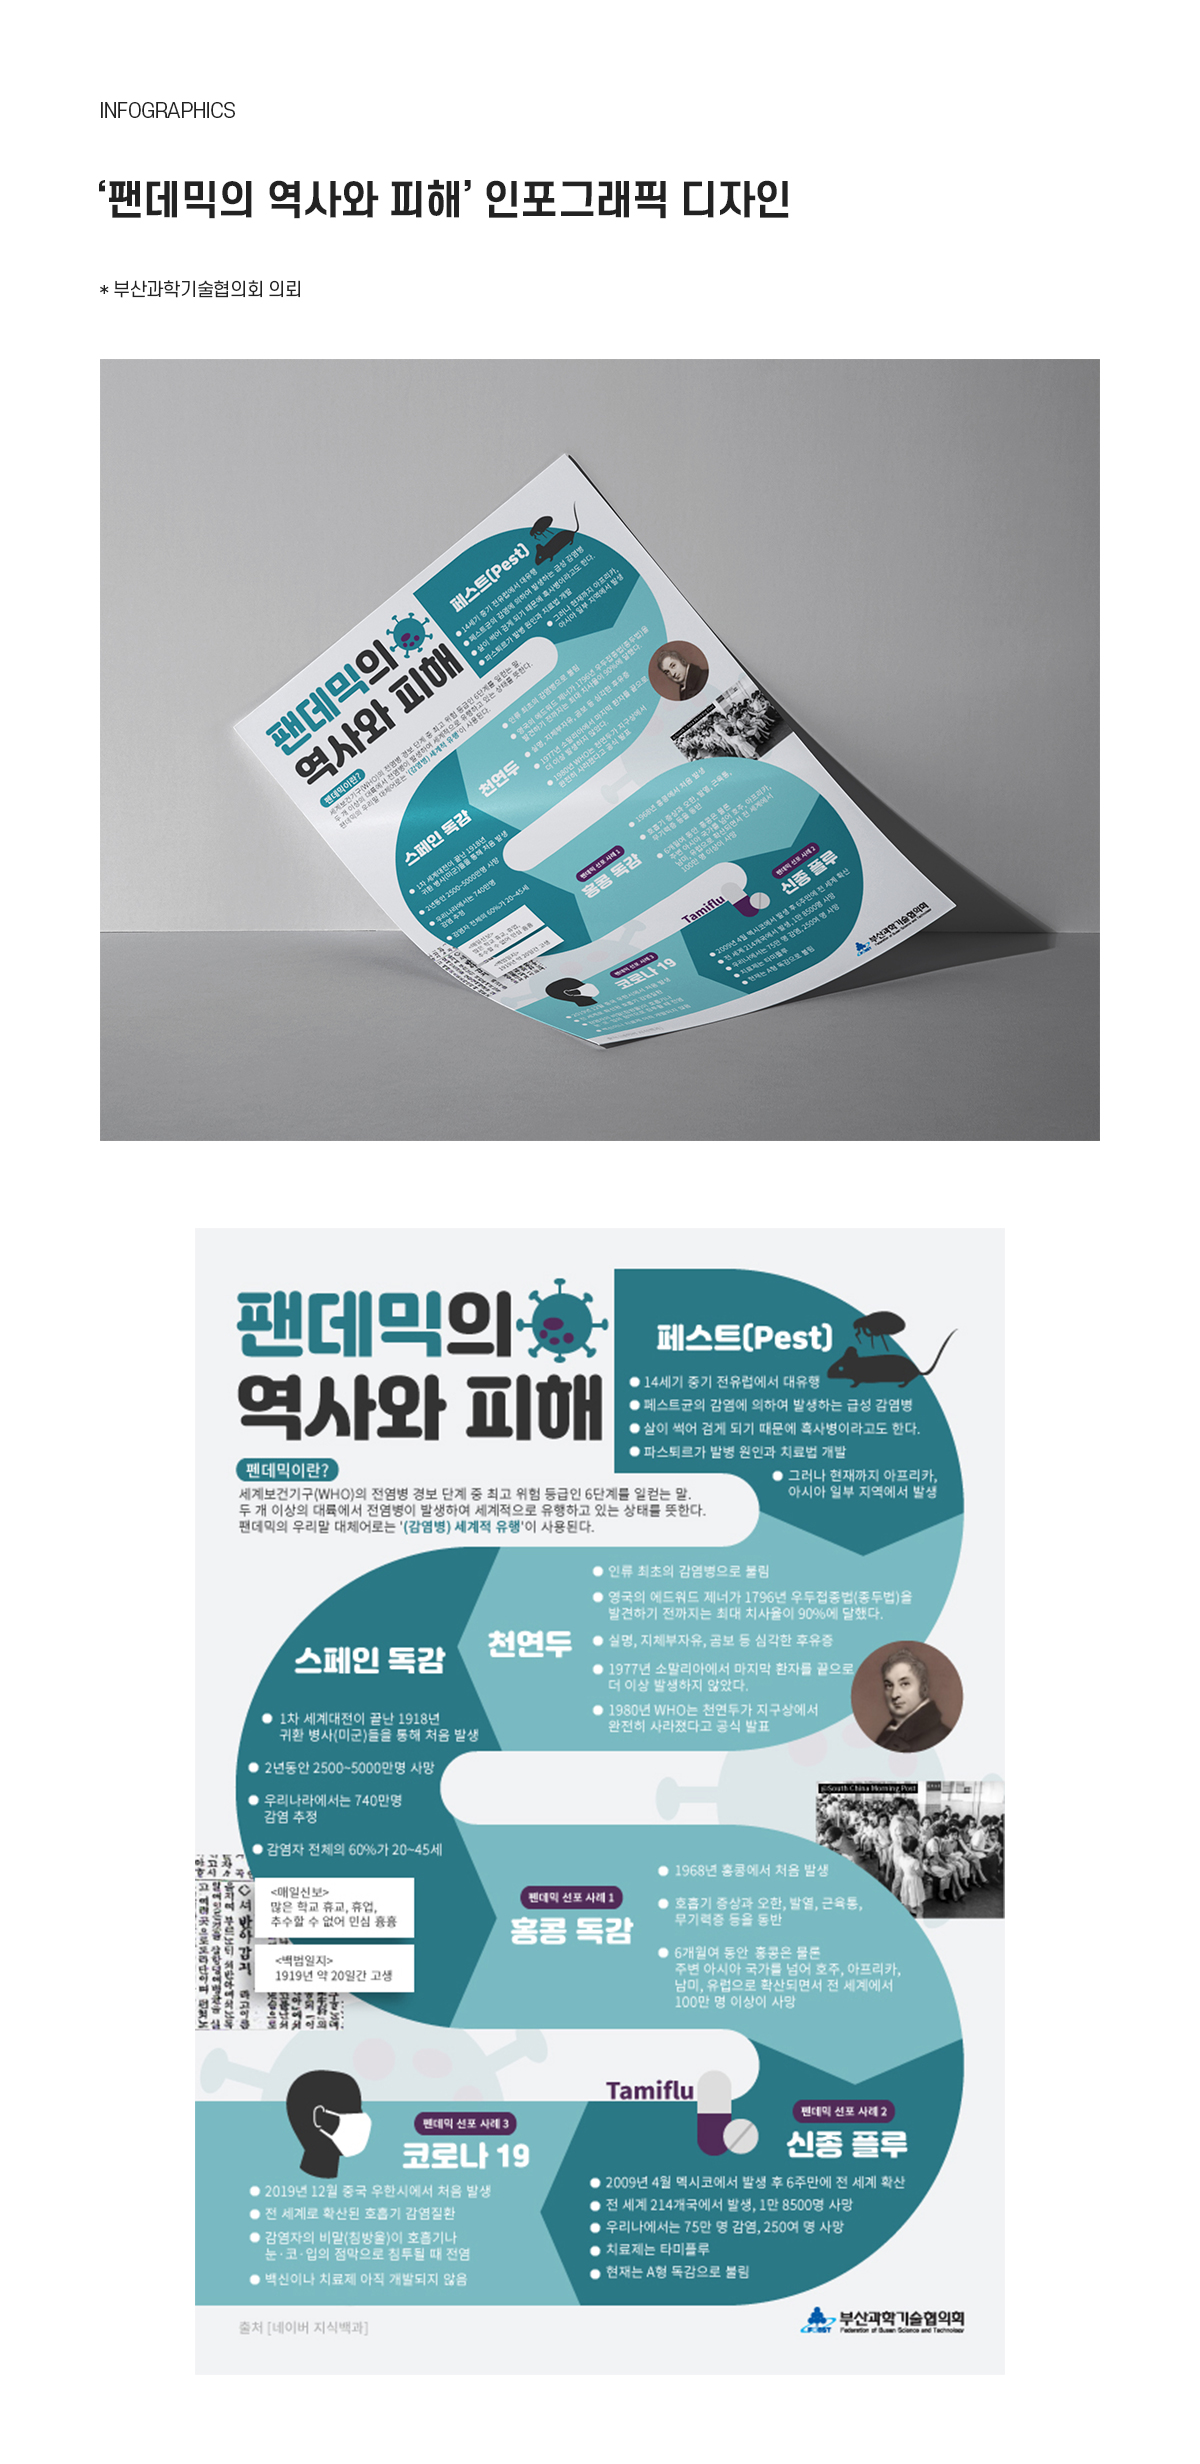 INFOGRAPHICS
‘팬데믹의 역사와 피해’ 인포그래픽 디자인
* 부산과학기술협의회 의뢰
팬데믹의
역사와 피해
펜데믹이란?
세계보건기구(WHO)의 전염병 경보 단계 중 최고 위험 등급인 6단계를 일컫는 말.
두 개 이상의 대륙에서 전염병이 발생하여 세계적으로 유행하고 있는 상태를 뜻한다.
팬데믹의 우리말 대체어로는 '(감염병) 세계적 유행'이 사용된다.
페스트(Pest)
14세기 중기 전유럽에서 대유행
페스트균의 감염에 의하여 발생하는 급성 감염병
살이 썩어 검게 되기 때문에 흑사병이라고도 한다.
파스퇴르가 발병 원인과 치료법 개발
그러나 현재까지 아프리카,
아시아 일부 지역에서 발생
천연두
인류 최초의 감염병으로 불림
영국의 에드워드 제너가 1796년 우두접종법(종두법)을
발견하기 전까지는 최대 치사율이 90%에 달했다.
실명, 지체부자유, 곰보 등 심각한 후유증
1977년 소말리아에서 마지막 환자를 끝으로
더 이상 발생하지 않았다.
1980년 WHO는 천연두가 지구상에서
완전히 사라졌다고 공식 발표
스페인 독감
1차 세계대전이 끝난 1918년
귀환 병사(미군)들을 통해 처음 발생
2년동안 2500~5000만명 사망
우리나라에서는 740만명
감염 추정
감염자 전체의 60%가 20~45세
<매일신보>
많은 학교 휴교, 휴업,
추수할 수 없어 민심 흉흉
<백범일지>
1919년 약 20일간 고생
@South China Morning Post
펜데믹 선포 사례 1
홍콩 독감
1968년 홍콩에서 처음 발생
호흡기 증상과 오한, 발열, 근육통,
무기력증 등을 동반
6개월여 동안 홍콩은 물론
주변 아시아 국가를 넘어 호주, 아프리카,
남미, 유럽으로 확산되면서 전 세계에서
100만 명 이상이 사망
Tamiflu
펜데믹 선포 사례 2
신종 플루
2009년 4월 멕시코에서 발생 후 6주만에 전 세계 확산
전 세계 214개국에서 발생, 1만 8500명 사망
우리나에서는 75만 명 감염, 250여 명 사망
치료제는 타미플루
현재는 A형 독감으로 불림
펜데믹 선포 사례 3
코로나 19
2019년 12월 중국 우한시에서 처음 발생
전 세계로 확산된 호흡기 감염질환
감염자의 비말(침방울)이 호흡기나
눈·코·입의 점막으로 침투될 때 전염
백신이나 치료제 아직 개발되지 않음
출처 [네이버 지식백과]
부산과학기술협의회
Federation of Busan Science and Technology